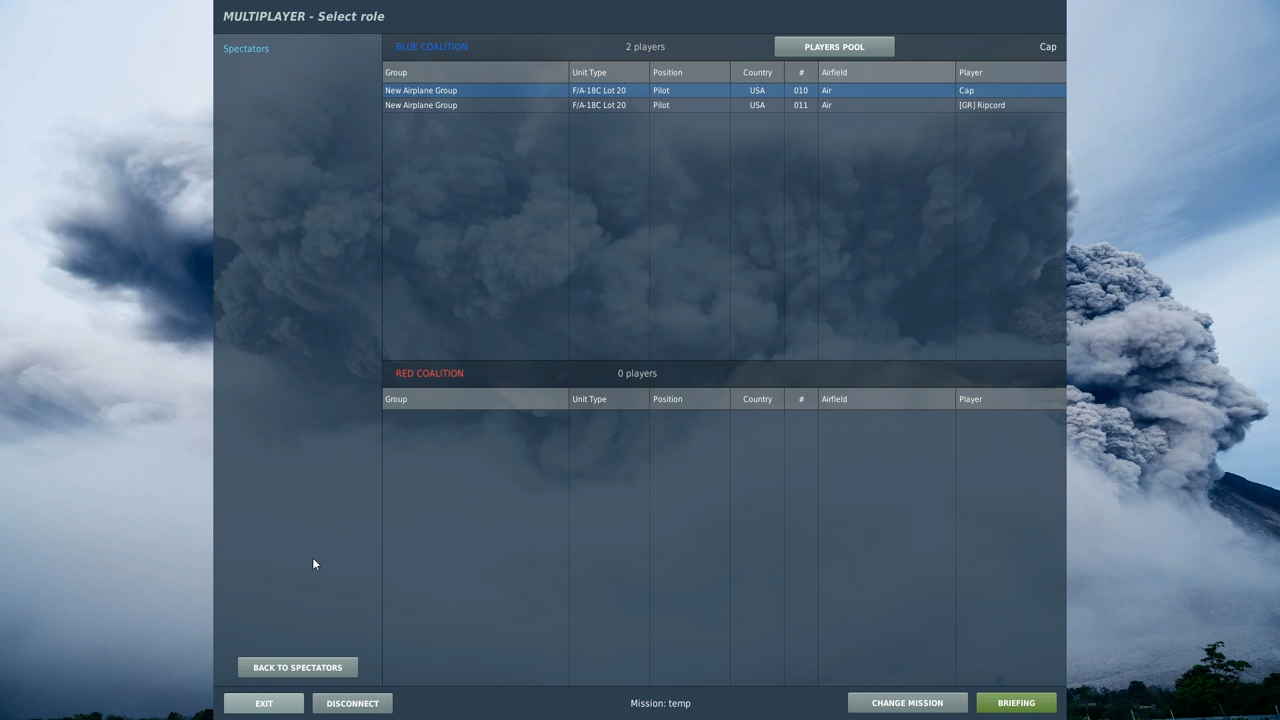 MULTIPLAYER - Select role
Spectators
BLUE COALITION 2 players PLAYERS POOL Cap
Group Unit Type Position Country # Airfield Player
New Airplane Group F/A-18C Lot 20 Pilot USA 010 Air Cap
New Airplane Group F/A-18C Lot 20 Pilot USA 011 Air [GR] Ripcord
RED COALITION 0 players
Group Unit Type Position Country # Airfield Player
BACK TO SPECTATORS
EXIT DISCONNECT Mission: temp CHANGE MISSION BRIEFING